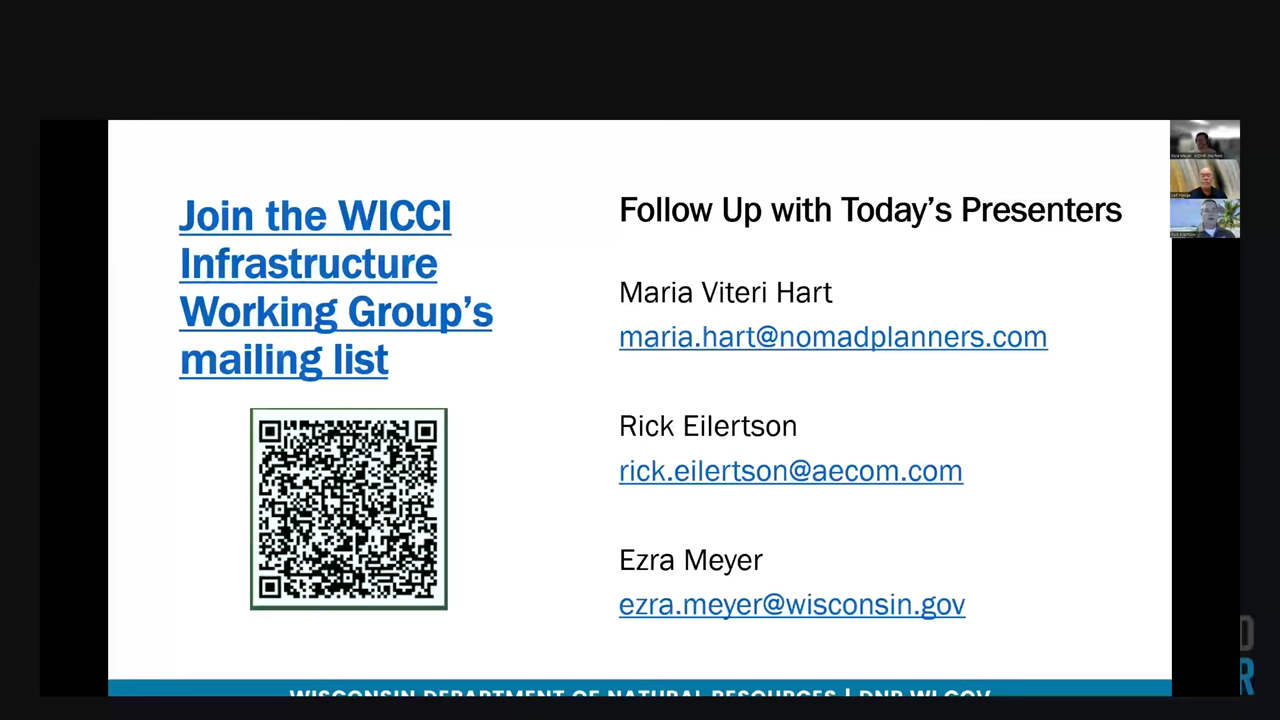 Join the WICCI
Infrastructure
Working Group's
mailing list
Follow Up with Today's Presenters
Maria Viteri Hart
maria.hart@nomadplanners.com
Rick Eilertson
rick.eilertson@aecom.com
Ezra Meyer
ezra.meyer@wisconsin.gov
WISCONSIN DEPARTMENT OF NATURAL RESOURCES | DNR.WI.GOV